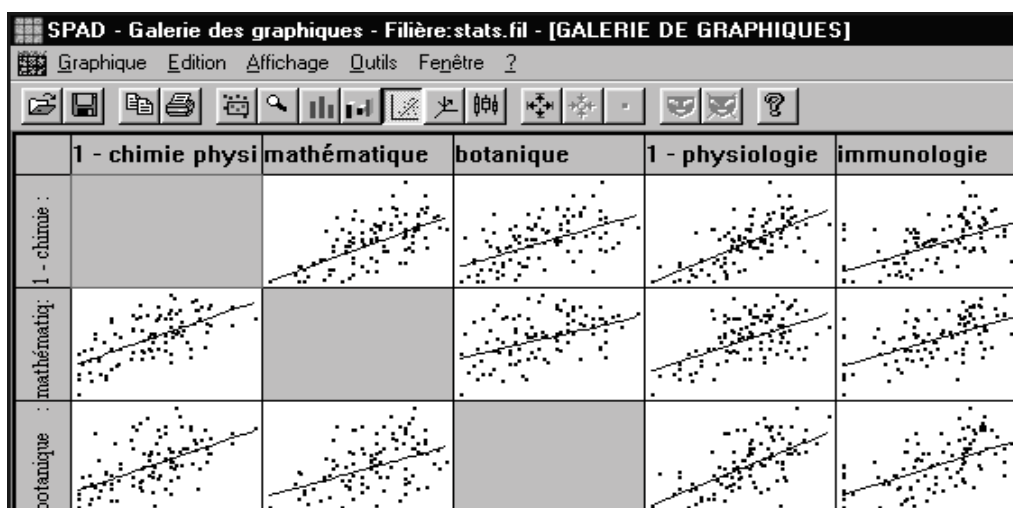 SPAD - Galerie des graphiques - Filière:stats.fil - [GALERIE DE GRAPHIQUES]
Graphique Edition Affichage Outils Fenêtre ?
1 - chimie physi mathématique botanique 1 - physiologie immunologie
1 - chimie :
mathématiq:
botanique :